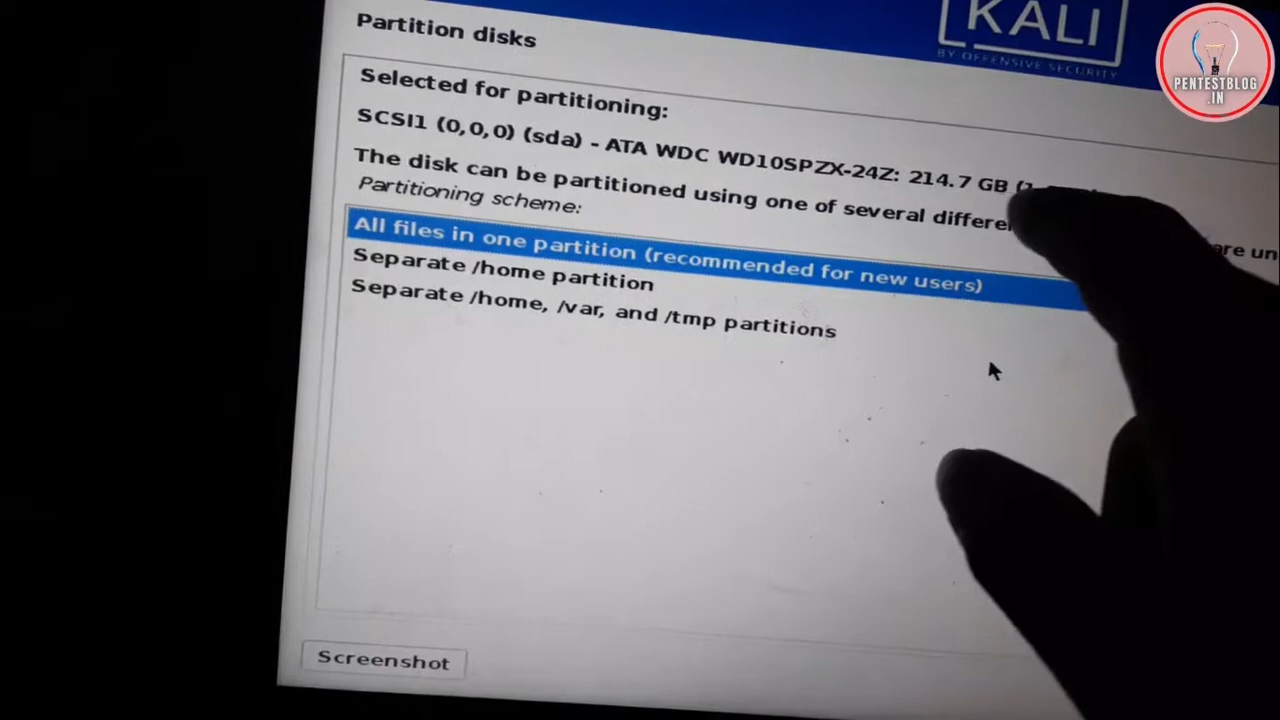 Partition disks
KALI
BY OFFENSIVE SECURITY
PENTESTBLOG
.IN
Selected for partitioning:
SCSI1 (0,0,0) (sda) - ATA WDC WD10SPZX-24Z: 214.7 GB
The disk can be partitioned using one of several are un
Partitioning scheme:
All files in one partition (recommended for new users)
Separate /home partition
Separate /home, /var, and /tmp partitions
Screenshot